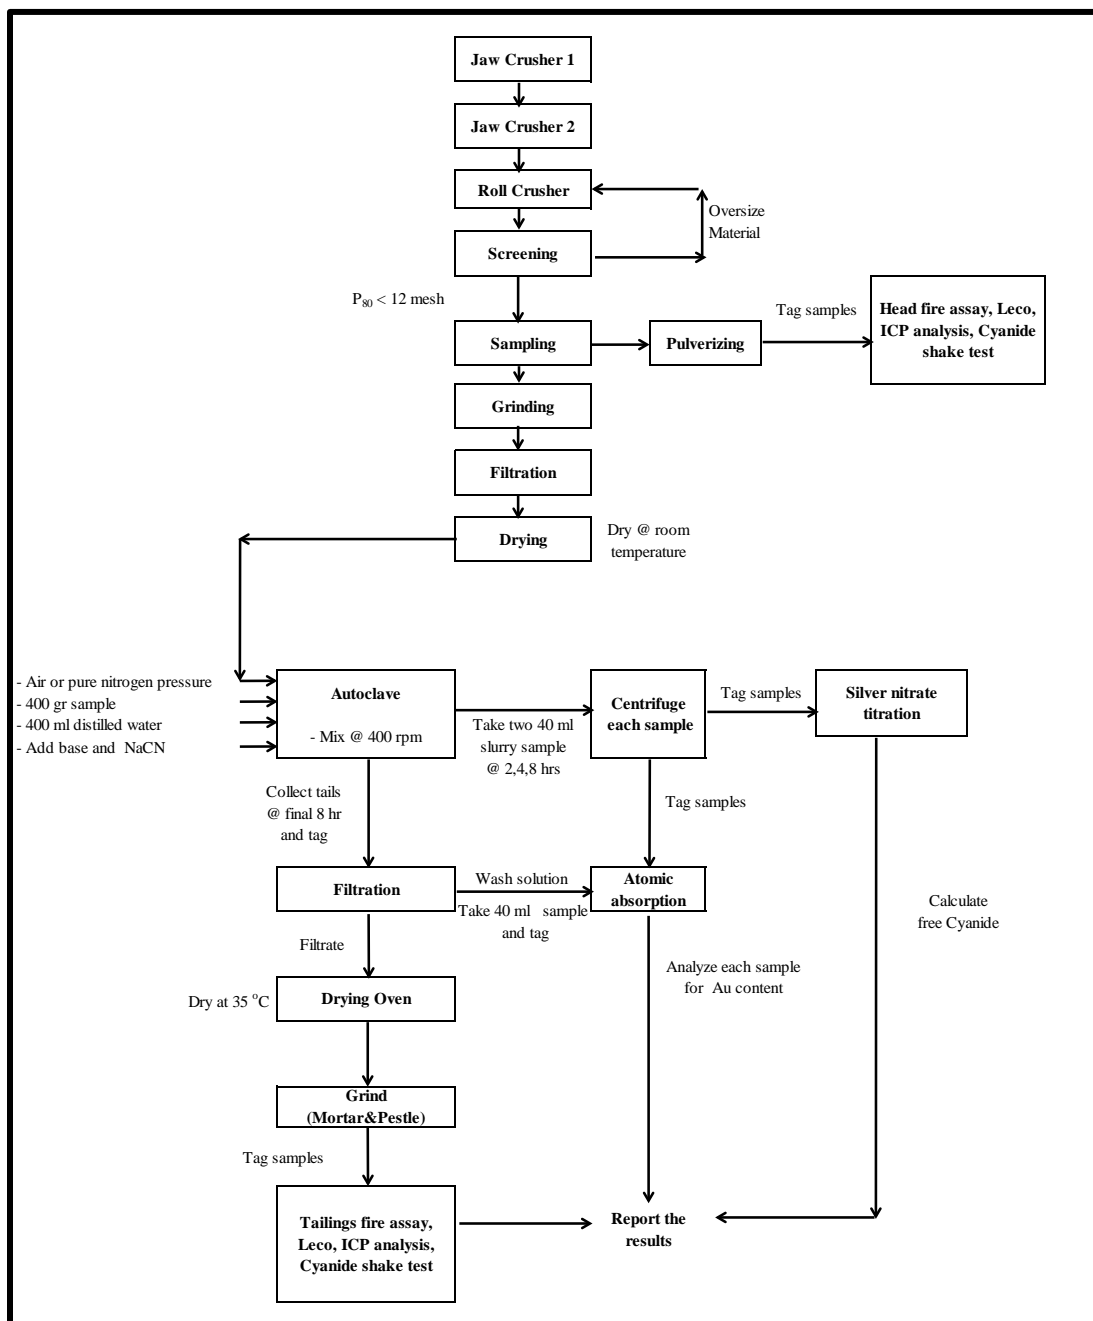 Jaw Crusher 1
Jaw Crusher 2
Roll Crusher
Oversize
Material
Screening
P₈₀ < 12 mesh
Sampling
Pulverizing
Tag samples
Head fire assay, Leco,
ICP analysis, Cyanide
shake test
Grinding
Filtration
Drying
Dry @ room
temperature
- Air or pure nitrogen pressure
- 400 gr sample
- 400 ml distilled water
- Add base and NaCN
Autoclave
- Mix @ 400 rpm
Take two 40 ml
slurry sample
@ 2,4,8 hrs
Centrifuge
each sample
Tag samples
Silver nitrate
titration
Collect tails
@ final 8 hr
and tag
Tag samples
Filtration
Wash solution
Take 40 ml sample
and tag
Atomic
absorption
Calculate
free Cyanide
Filtrate
Analyze each sample
for Au content
Dry at 35 °C
Drying Oven
Grind
(Mortar&Pestle)
Tag samples
Tailings fire assay,
Leco, ICP analysis,
Cyanide shake test
Report the
results